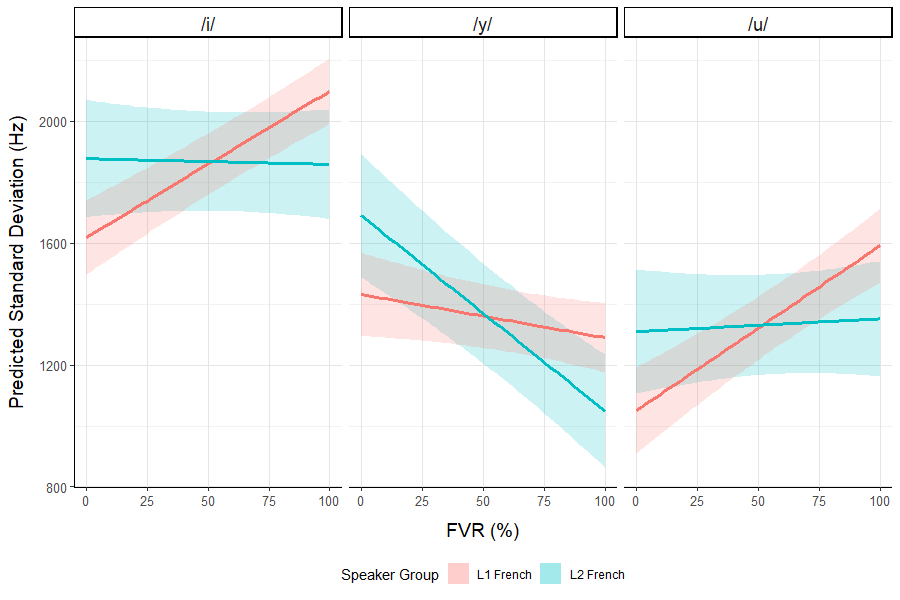 /i/ /y/ /u/
Predicted Standard Deviation (Hz)
2000
1600
1200
800
0 25 50 75 100 0 25 50 75 100 0 25 50 75 100
FVR (%)
Speaker Group L1 French L2 French